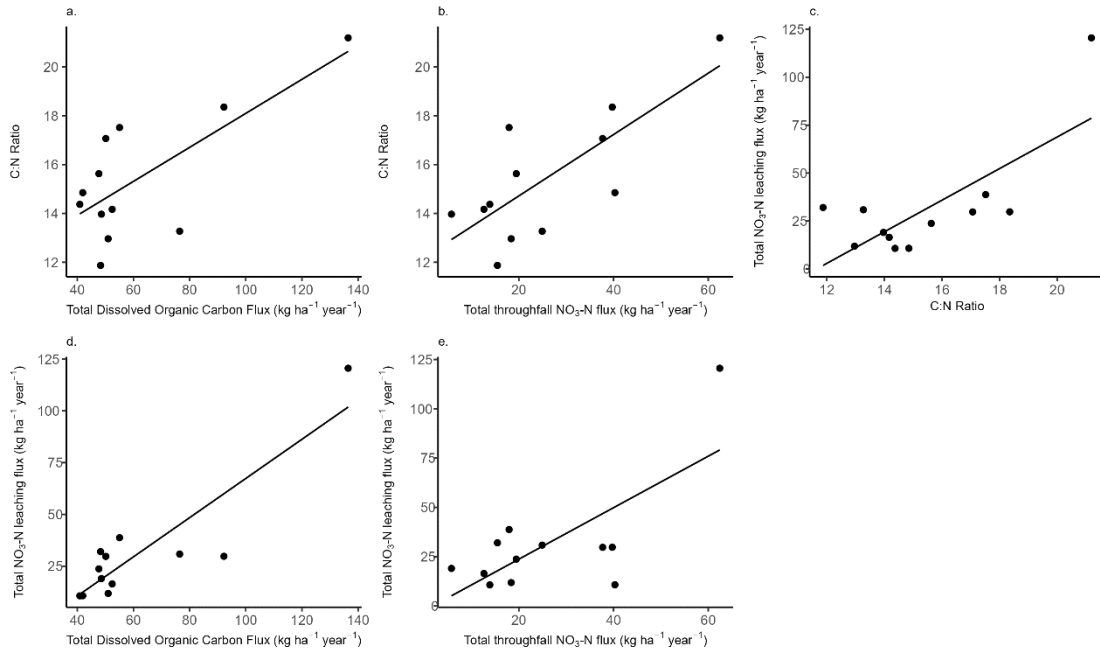 a.
C:N Ratio
20
18
16
14
12
40 60 80 100 120 140
Total Dissolved Organic Carbon Flux (kg ha⁻¹ year⁻¹)
b.
C:N Ratio
20
18
16
14
12
20 40 60
Total throughfall NO₃-N flux (kg ha⁻¹ year⁻¹)
c.
Total NO₃-N leaching flux (kg ha⁻¹ year⁻¹)
125
100
75
50
25
0
12 14 16 18 20
C:N Ratio
d.
Total NO₃-N leaching flux (kg ha⁻¹ year⁻¹)
125
100
75
50
25
40 60 80 100 120 140
Total Dissolved Organic Carbon Flux (kg ha⁻¹ year⁻¹)
e.
Total NO₃-N leaching flux (kg ha⁻¹ year⁻¹)
125
100
75
50
25
0
20 40 60
Total throughfall NO₃-N flux (kg ha⁻¹ year⁻¹)